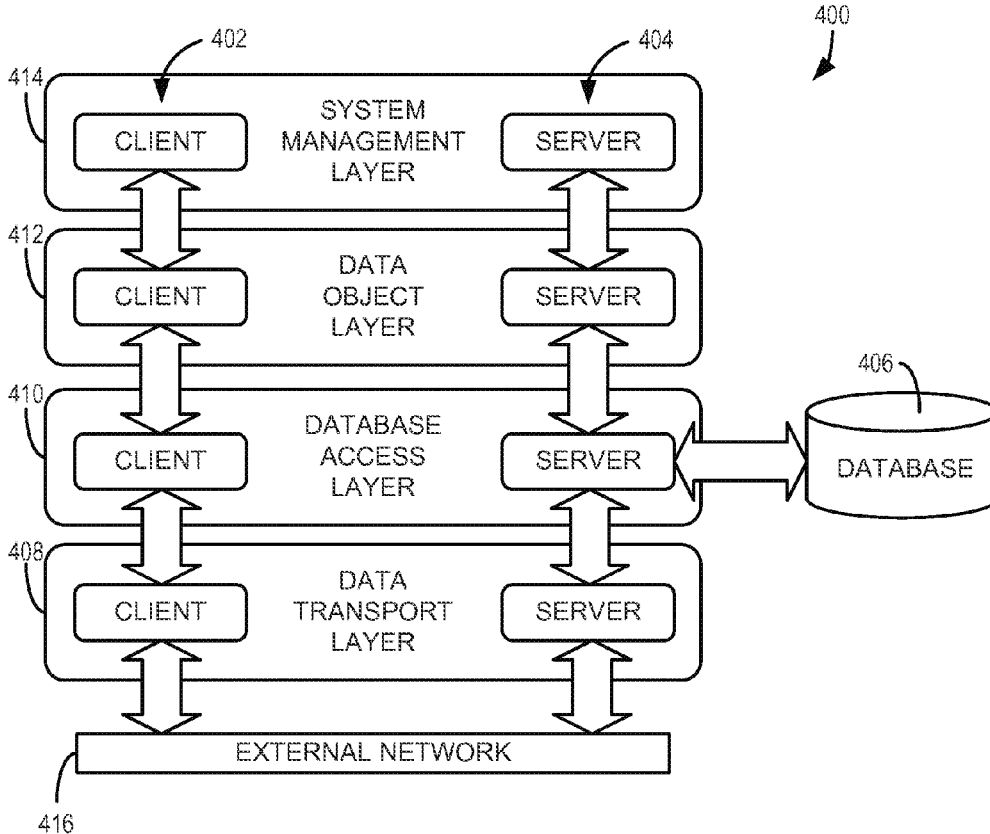 400
402
404
414
CLIENT
SYSTEM
MANAGEMENT
LAYER
SERVER
412
CLIENT
DATA
OBJECT
LAYER
SERVER
410
CLIENT
DATABASE
ACCESS
LAYER
SERVER
406
DATABASE
408
CLIENT
DATA
TRANSPORT
LAYER
SERVER
EXTERNAL NETWORK
416